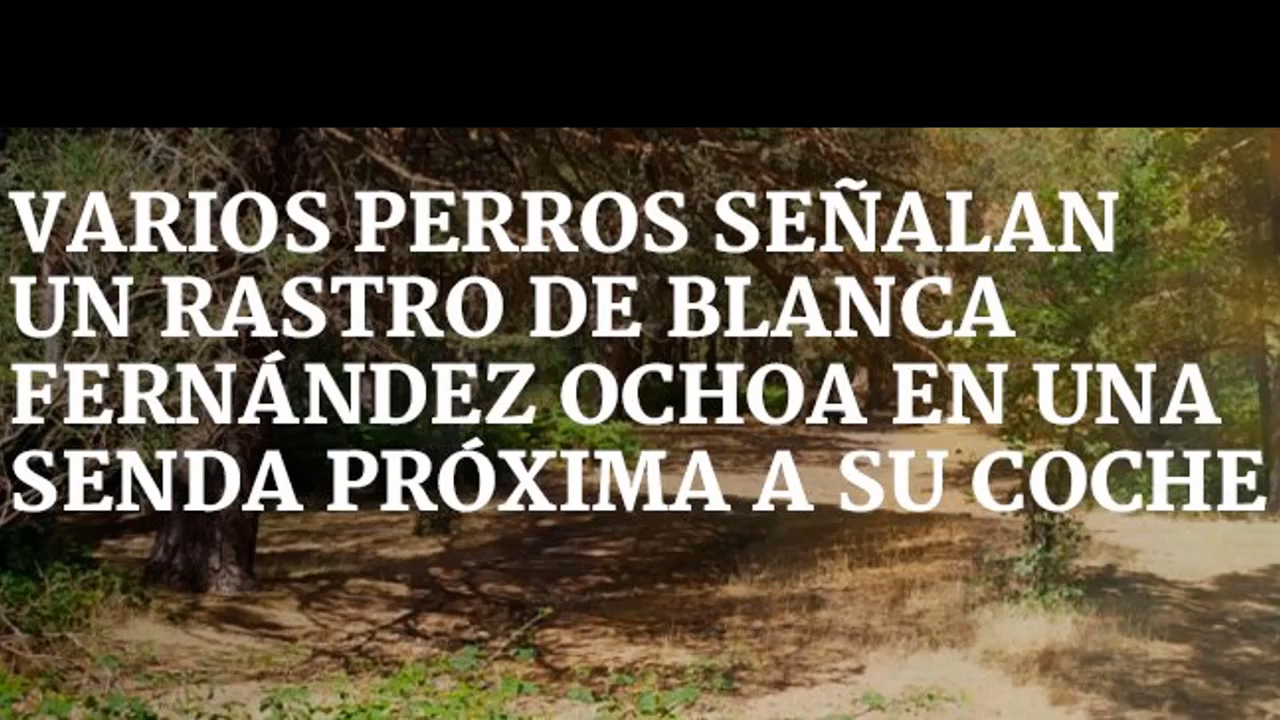 VARIOS PERROS SEÑALAN
UN RASTRO DE BLANCA
FERNÁNDEZ OCHOA EN UNA
SENDA PRÓXIMA A SU COCHE